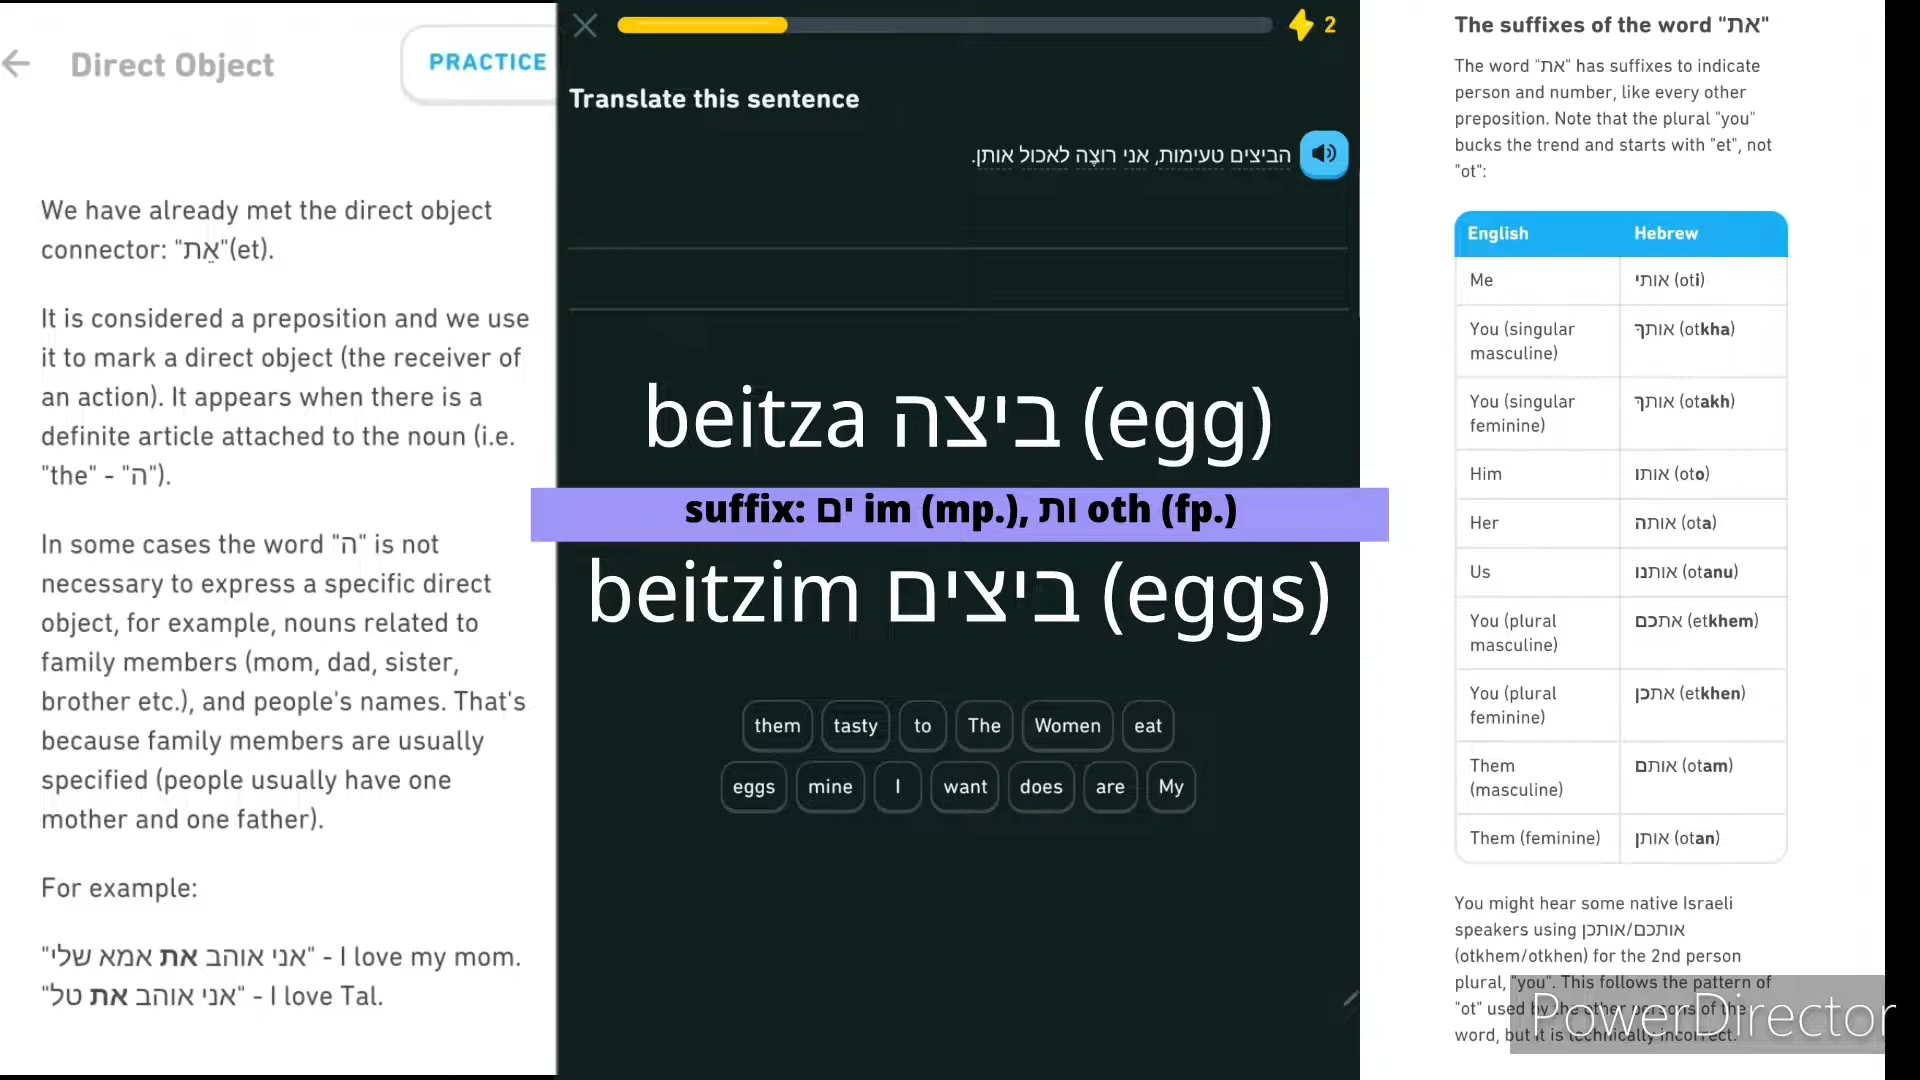 Direct Object
PRACTICE
We have already met the direct object
connector: "אֵת"(et).
It is considered a preposition and we use
it to mark a direct object (the receiver of
an action). It appears when there is a
definite article attached to the noun (i.e.
"the" - "ה").
In some cases the word "ה" is not
necessary to express a specific direct
object, for example, nouns related to
family members (mom, dad, sister,
brother etc.), and people's names. That's
because family members are usually
specified (people usually have one
mother and one father).
For example:
"אני אוהב את אמא שלי" - I love my mom.
"אני אוהב את טל" - I love Tal.
2
Translate this sentence
הביצים טעימות, אני רוצָה לאכול אותן.
beitza ביצה (egg)
suffix: ים im (mp.), ות oth (fp.)
beitzim ביצים (eggs)
them tasty to The Women eat
eggs mine I want does are My
The suffixes of the word "את"
The word "את" has suffixes to indicate
person and number, like every other
preposition. Note that the plural "you"
bucks the trend and starts with "et", not
"ot":
English Hebrew
Me אותי (oti)
You (singular
masculine) אותך (otkha)
You (singular
feminine) אותך (otakh)
Him אותו (oto)
Her אותה (ota)
Us אותנו (otanu)
You (plural
masculine) אתכם (etkhem)
You (plural
feminine) אתכן (etkhen)
Them
(masculine) אותם (otam)
Them (feminine) אותן (otan)
You might hear some native Israeli
speakers using אותכם/אותכן
(otkhem/otkhen) for the 2nd person
plural, "you". This follows the pattern of
"ot" used by the other persons of the
word, but it is technically incorrect.
PowerDirector